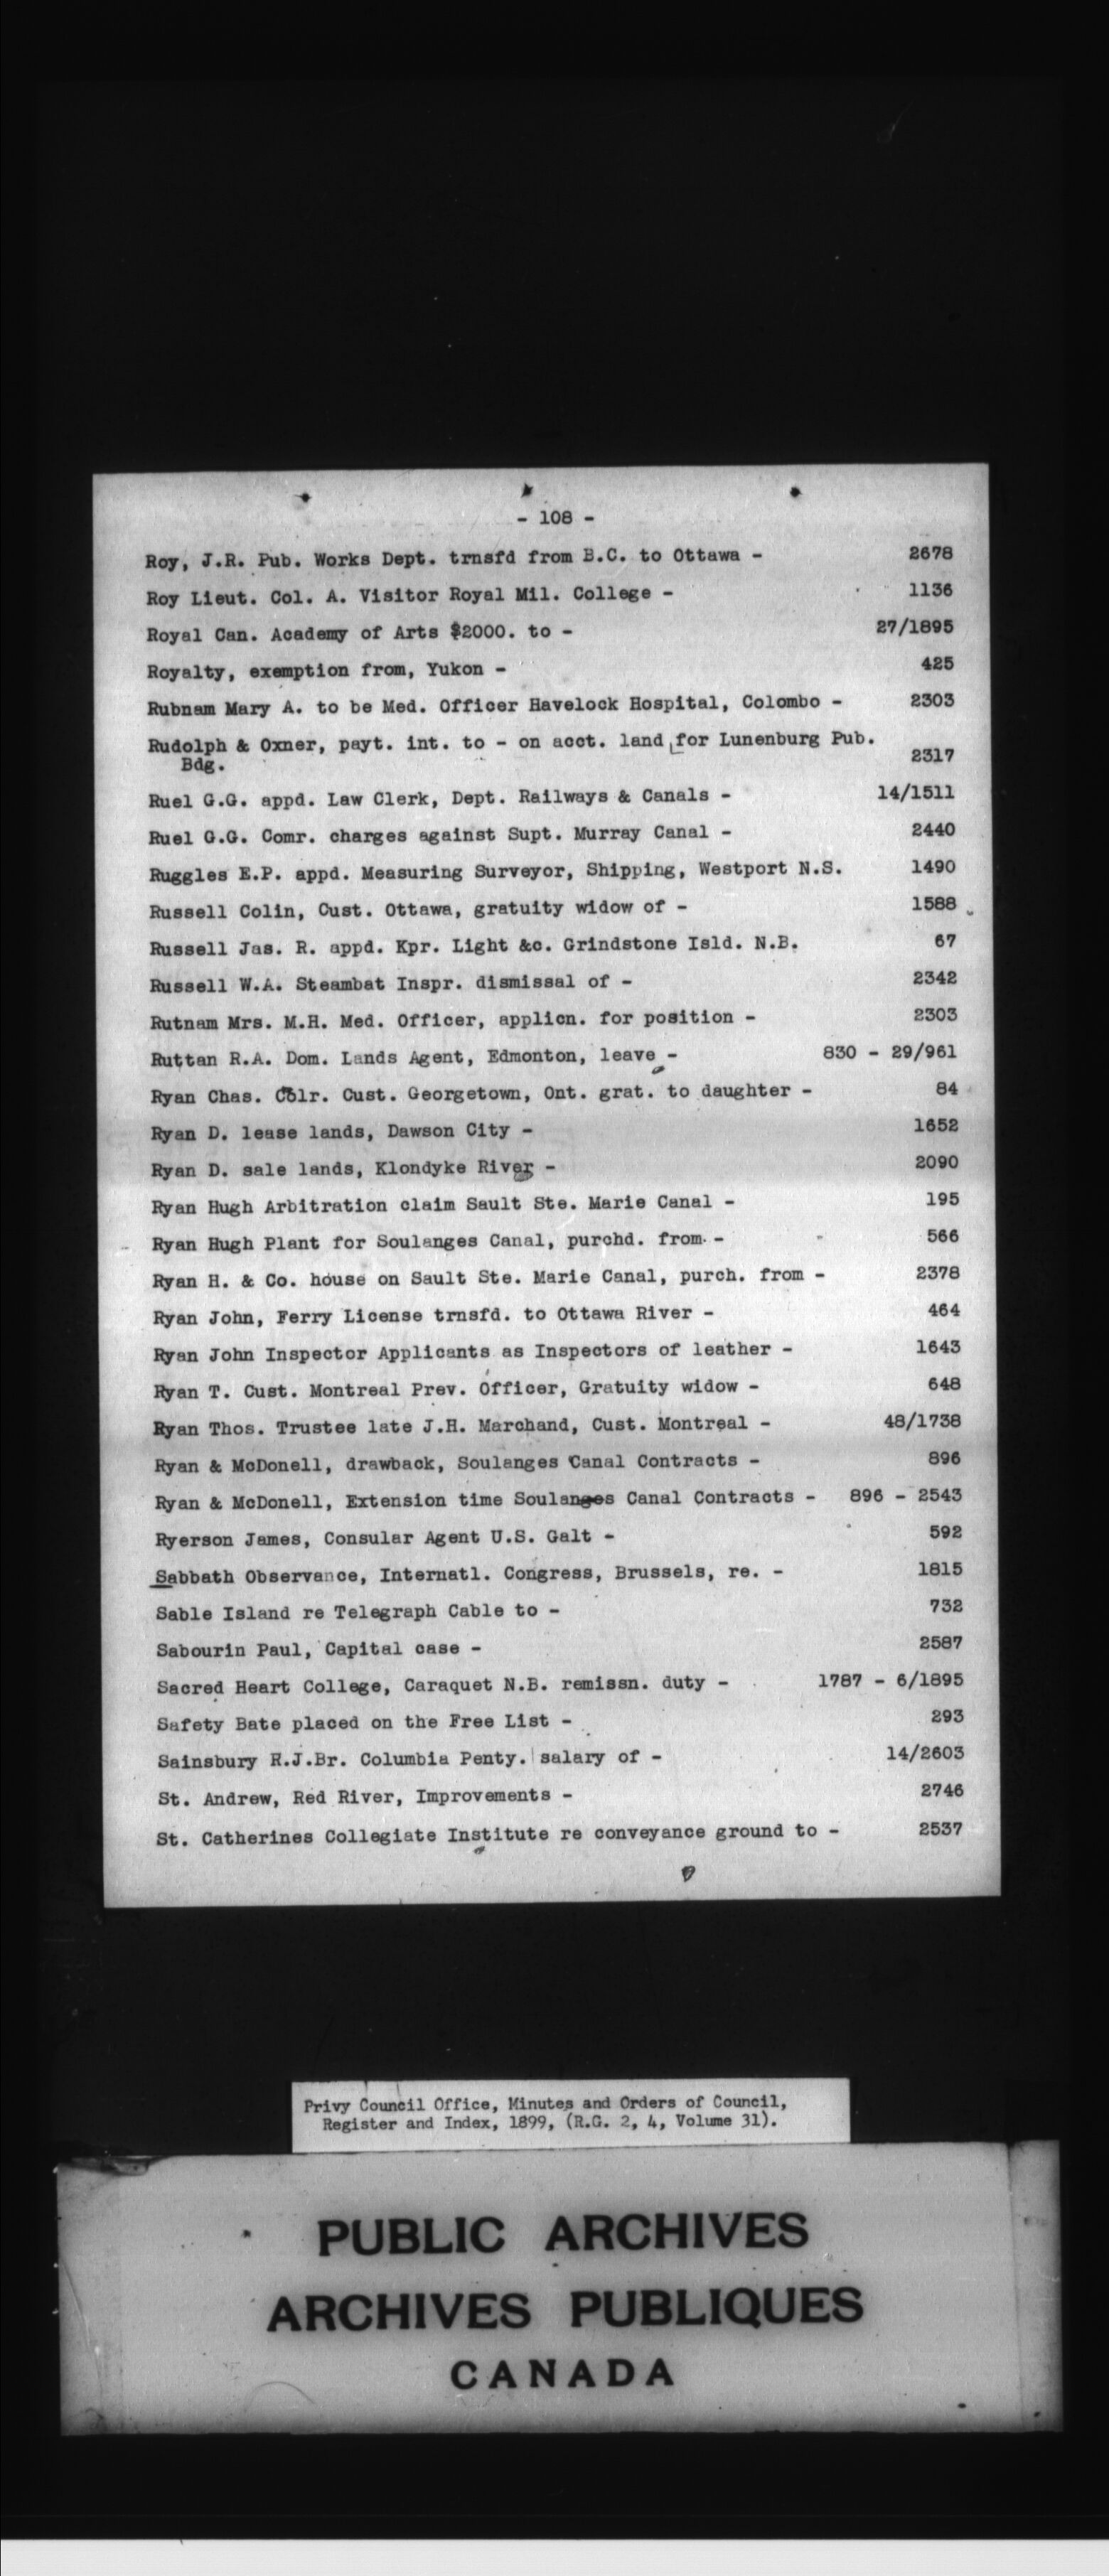 - 108 -
Roy, J.R. Pub. Works Dept. trnsfd from B.C. to Ottawa - 2678
Roy Lieut. Col. A. Visitor Royal Mil. College - 1136
Royal Can. Academy of Arts $2000. to - 27/1895
Royalty, exemption from, Yukon - 425
Rubnam Mary A. to be Med. Officer Havelock Hospital, Colombo - 2303
Rudolph & Oxner, payt. int. to - on acct. land for Lunenburg Pub.
Bdg. 2317
Ruel G.G. appd. Law Clerk, Dept. Railways & Canals - 14/1511
Ruel G.G. Comr. charges against Supt. Murray Canal - 2440
Ruggles E.P. appd. Measuring Surveyor, Shipping, Westport N.S. 1490
Russell Colin, Cust. Ottawa, gratuity widow of - 1588
Russell Jas. R. appd. Kpr. Light &c. Grindstone Isld. N.B. 67
Russell W.A. Steambat Inspr. dismissal of - 2342
Rutnam Mrs. M.H. Med. Officer, applicn. for position - 2303
Ruttan R.A. Dom. Lands Agent, Edmonton, leave - 830 - 29/961
Ryan Chas. Colr. Cust. Georgetown, Ont. grat. to daughter - 84
Ryan D. lease lands, Dawson City - 1652
Ryan D. sale lands, Klondyke River - 2090
Ryan Hugh Arbitration claim Sault Ste. Marie Canal - 195
Ryan Hugh Plant for Soulanges Canal, purchd. from - 566
Ryan H. & Co. house on Sault Ste. Marie Canal, purch. from - 2378
Ryan John, Ferry License trnsfd. to Ottawa River - 464
Ryan John Inspector Applicants as Inspectors of leather - 1643
Ryan T. Cust. Montreal Prev. Officer, Gratuity widow - 648
Ryan Thos. Trustee late J.H. Marchand, Cust. Montreal - 48/1738
Ryan & McDonell, drawback, Soulanges Canal Contracts - 896
Ryan & McDonell, Extension time Soulanges Canal Contracts - 896 - 2543
Ryerson James, Consular Agent U.S. Galt - 592
Sabbath Observance, Internatl. Congress, Brussels, re. - 1815
Sable Island re Telegraph Cable to - 732
Sabourin Paul, Capital case - 2587
Sacred Heart College, Caraquet N.B. remissn. duty - 1787 - 6/1895
Safety Bate placed on the Free List - 293
Sainsbury R.J.Br. Columbia Penty. salary of - 14/2603
St. Andrew, Red River, Improvements - 2746
St. Catherines Collegiate Institute re conveyance ground to - 2537
Privy Council Office, Minutes and Orders of Council,
Register and Index, 1899, (R.G. 2, 4, Volume 31).
PUBLIC ARCHIVES
ARCHIVES PUBLIQUES
CANADA